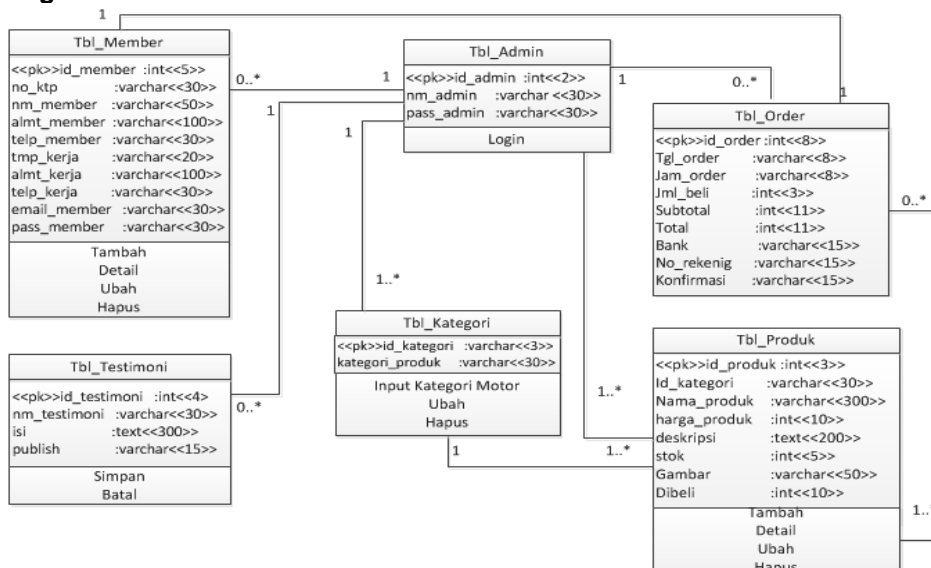 1
Tbl_Member
<<pk>>id_member :int<<5>>
no_ktp :varchar<<30>>
nm_member :varchar<<50>>
almt_member :varchar<<100>>
telp_member :varchar<<30>>
tmp_kerja :varchar<<20>>
almt_kerja :varchar<<100>>
telp_kerja :varchar<<30>>
email_member :varchar<<30>>
pass_member :varchar<<30>>
Tambah
Detail
Ubah
Hapus
0..*
1
1
1
Tbl_Admin
<<pk>>id_admin :int<<2>>
nm_admin :varchar <<30>>
pass_admin :varchar<<30>>
Login
1
0..*
1
Tbl_Order
<<pk>>id_order :int<<8>>
Tgl_order :varchar<<8>>
Jam_order :varchar<<8>>
Jml_beli :int<<3>>
Subtotal :int<<11>>
Total :int<<11>>
Bank :varchar<<15>>
No_rekenig :varchar<<15>>
Konfirmasi :varchar<<15>>
0..*
1..*
Tbl_Kategori
<<pk>>id_kategori :varchar<<3>>
kategori_produk :varchar<<30>>
Input Kategori Motor
Ubah
Hapus
1
1..*
1..*
Tbl_Testimoni
<<pk>>id_testimoni :int<<4>
nm_testimoni :varchar<<30>>
isi :text<<300>>
publish :varchar<<15>>
Simpan
Batal
0..*
Tbl_Produk
<<pk>>id_produk :int<<3>>
Id_kategori :varchar<<30>>
Nama_produk :varchar<<300>>
harga_produk :int<<10>>
deskripsi :text<<200>>
stok :int<<5>>
Gambar :varchar<<50>>
Dibeli :int<<10>>
Tambah
Detail
Ubah
Hapus